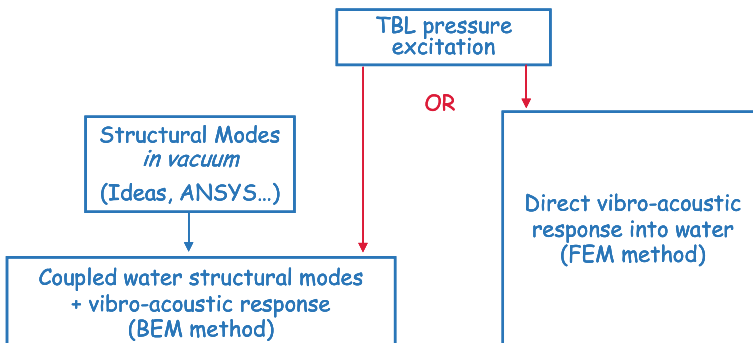 TBL pressure
excitation
OR
Structural Modes
in vacuum
(Ideas, ANSYS...)
Direct vibro-acoustic
response into water
(FEM method)
Coupled water structural modes
+ vibro-acoustic response
(BEM method)